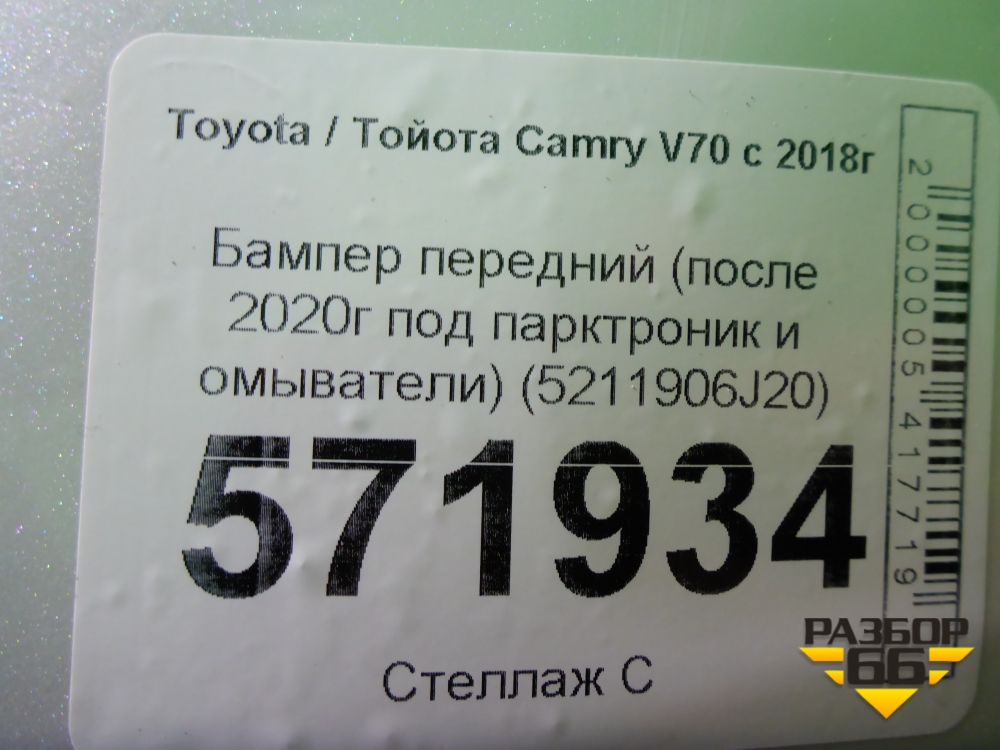 Toyota / Тойота Camry V70 с 2018г
Бампер передний (после
2020г под парктроник и
омыватели) (5211906J20)
571934
Стеллаж С
2000005417719
РАЗБОР
66